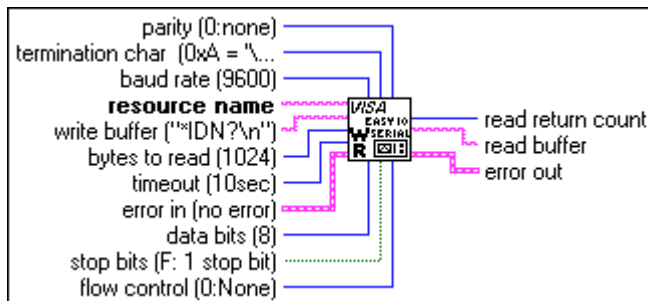 parity (0:none)
termination char (0xA = "\...
baud rate (9600)
resource name
write buffer ("*IDN?\n")
bytes to read (1024)
timeout (10sec)
error in (no error)
data bits (8)
stop bits (F: 1 stop bit)
flow control (0:None)
VISA
EASY IO
W SERIAL
R
read return count
read buffer
error out